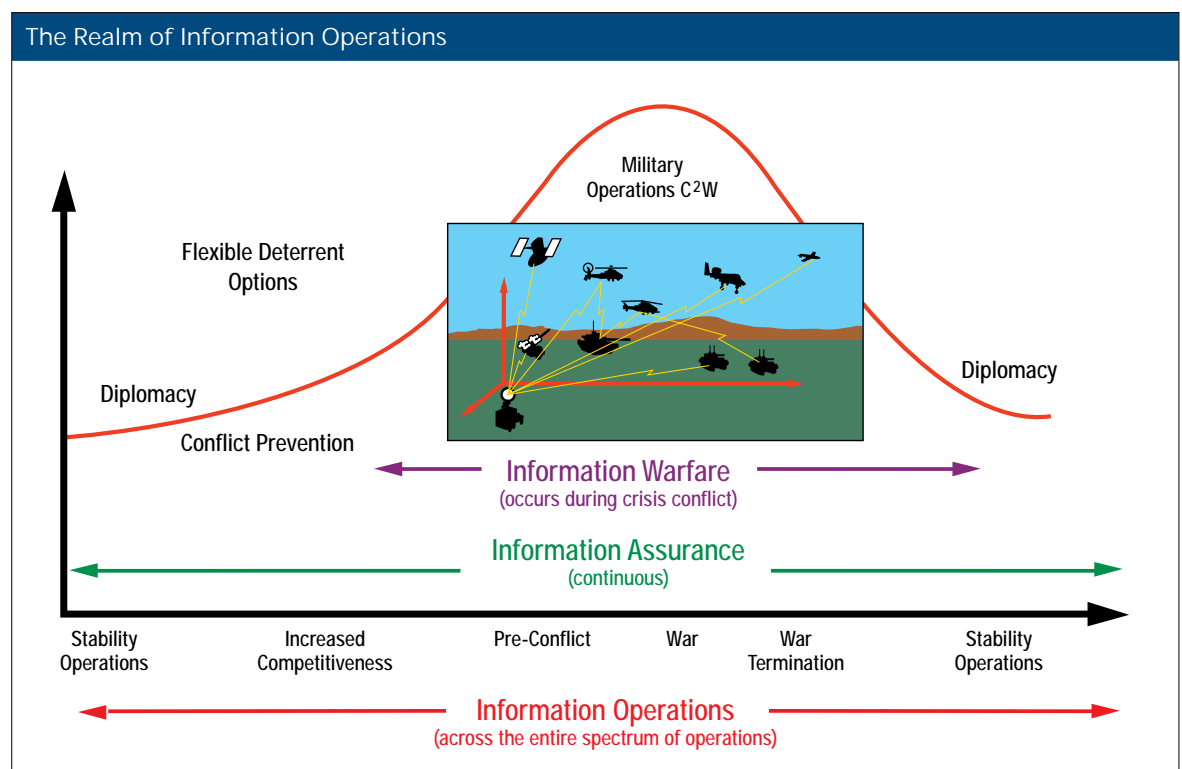 The Realm of Information Operations
Military
Operations C²W
Flexible Deterrent
Options
Diplomacy
Diplomacy
Conflict Prevention
Information Warfare
(occurs during crisis conflict)
Information Assurance
(continuous)
Stability
Operations
Increased
Competitiveness
Pre-Conflict
War
War
Termination
Stability
Operations
Information Operations
(across the entire spectrum of operations)